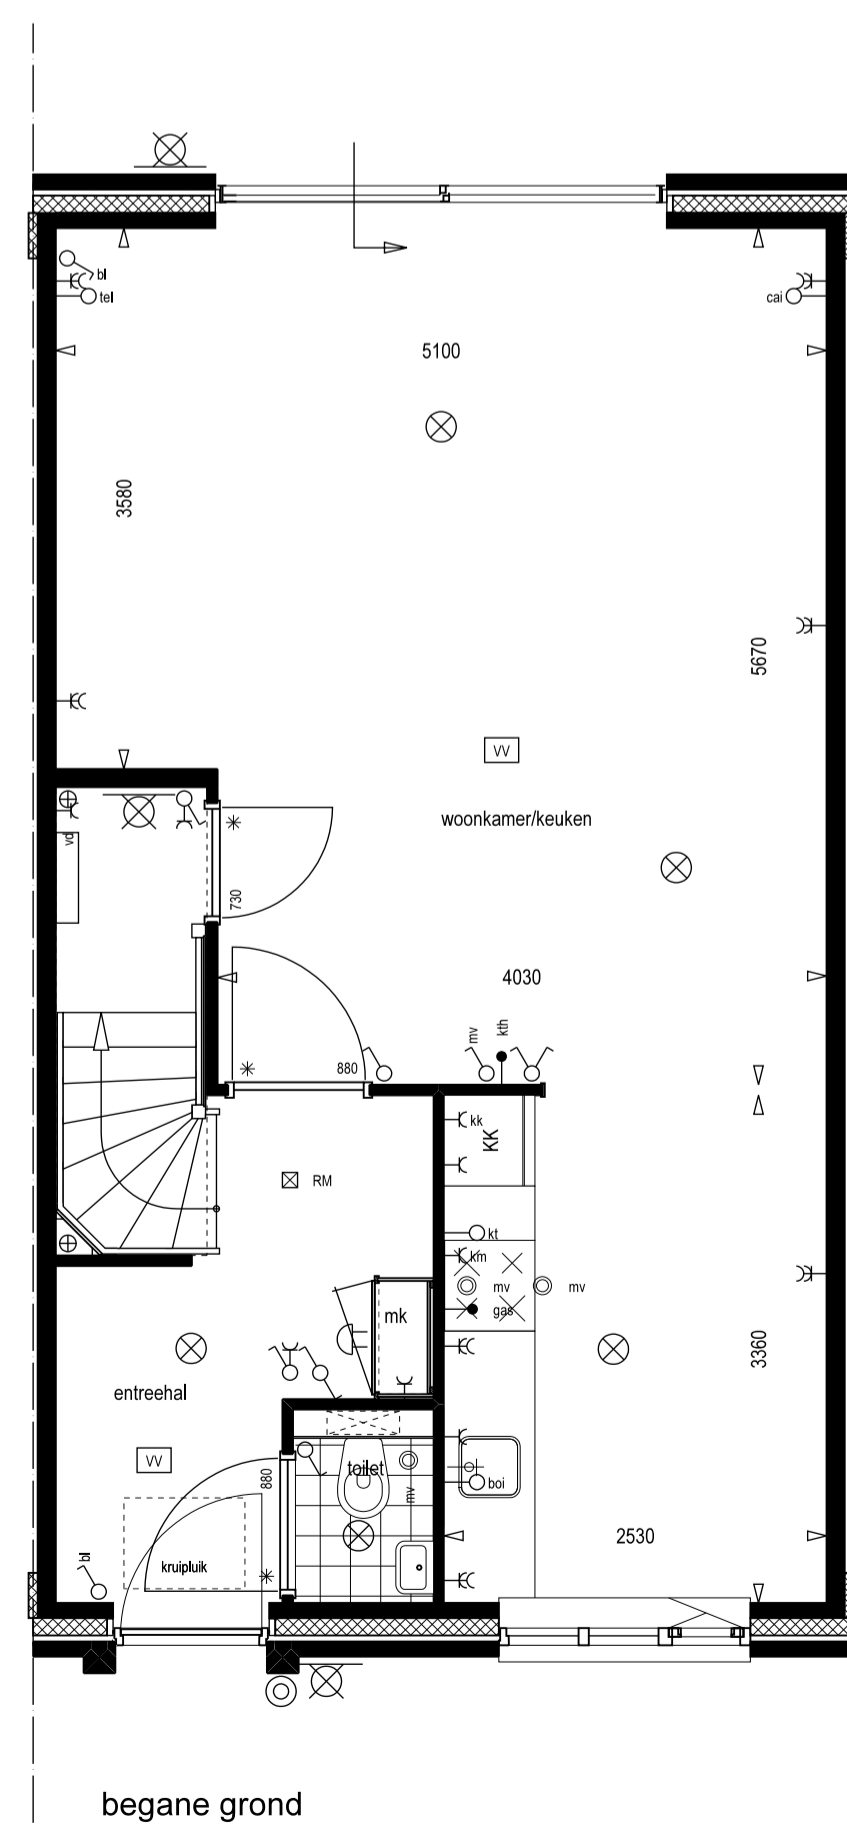 bl
tel
cai
5100
3580
5670
VV
woonkamer/keuken
vd
730
4030
mv
kth
880
kk
KK
RM
kt
km
mv
mv
gas
mk
3360
entreehal
VV
880
toilet
mv
boi
2530
bl
kruipluik
begane grond